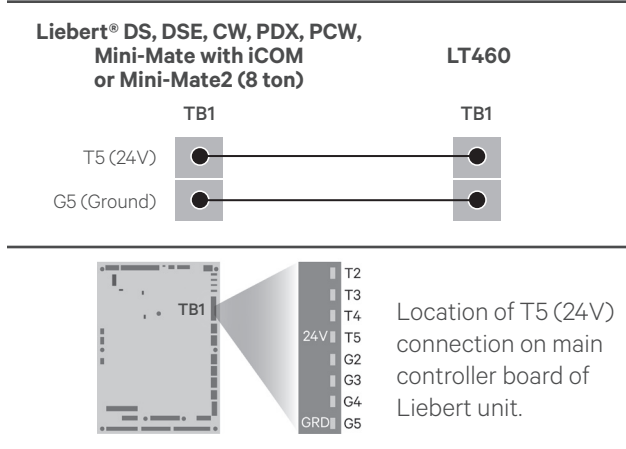 Liebert® DS, DSE, CW, PDX, PCW,
Mini-Mate with iCOM
or Mini-Mate2 (8 ton)
LT460
TB1
TB1
T5 (24V)
G5 (Ground)
TB1
T2
T3
T4
24V T5
G2
G3
G4
GRD G5
Location of T5 (24V)
connection on main
controller board of
Liebert unit.